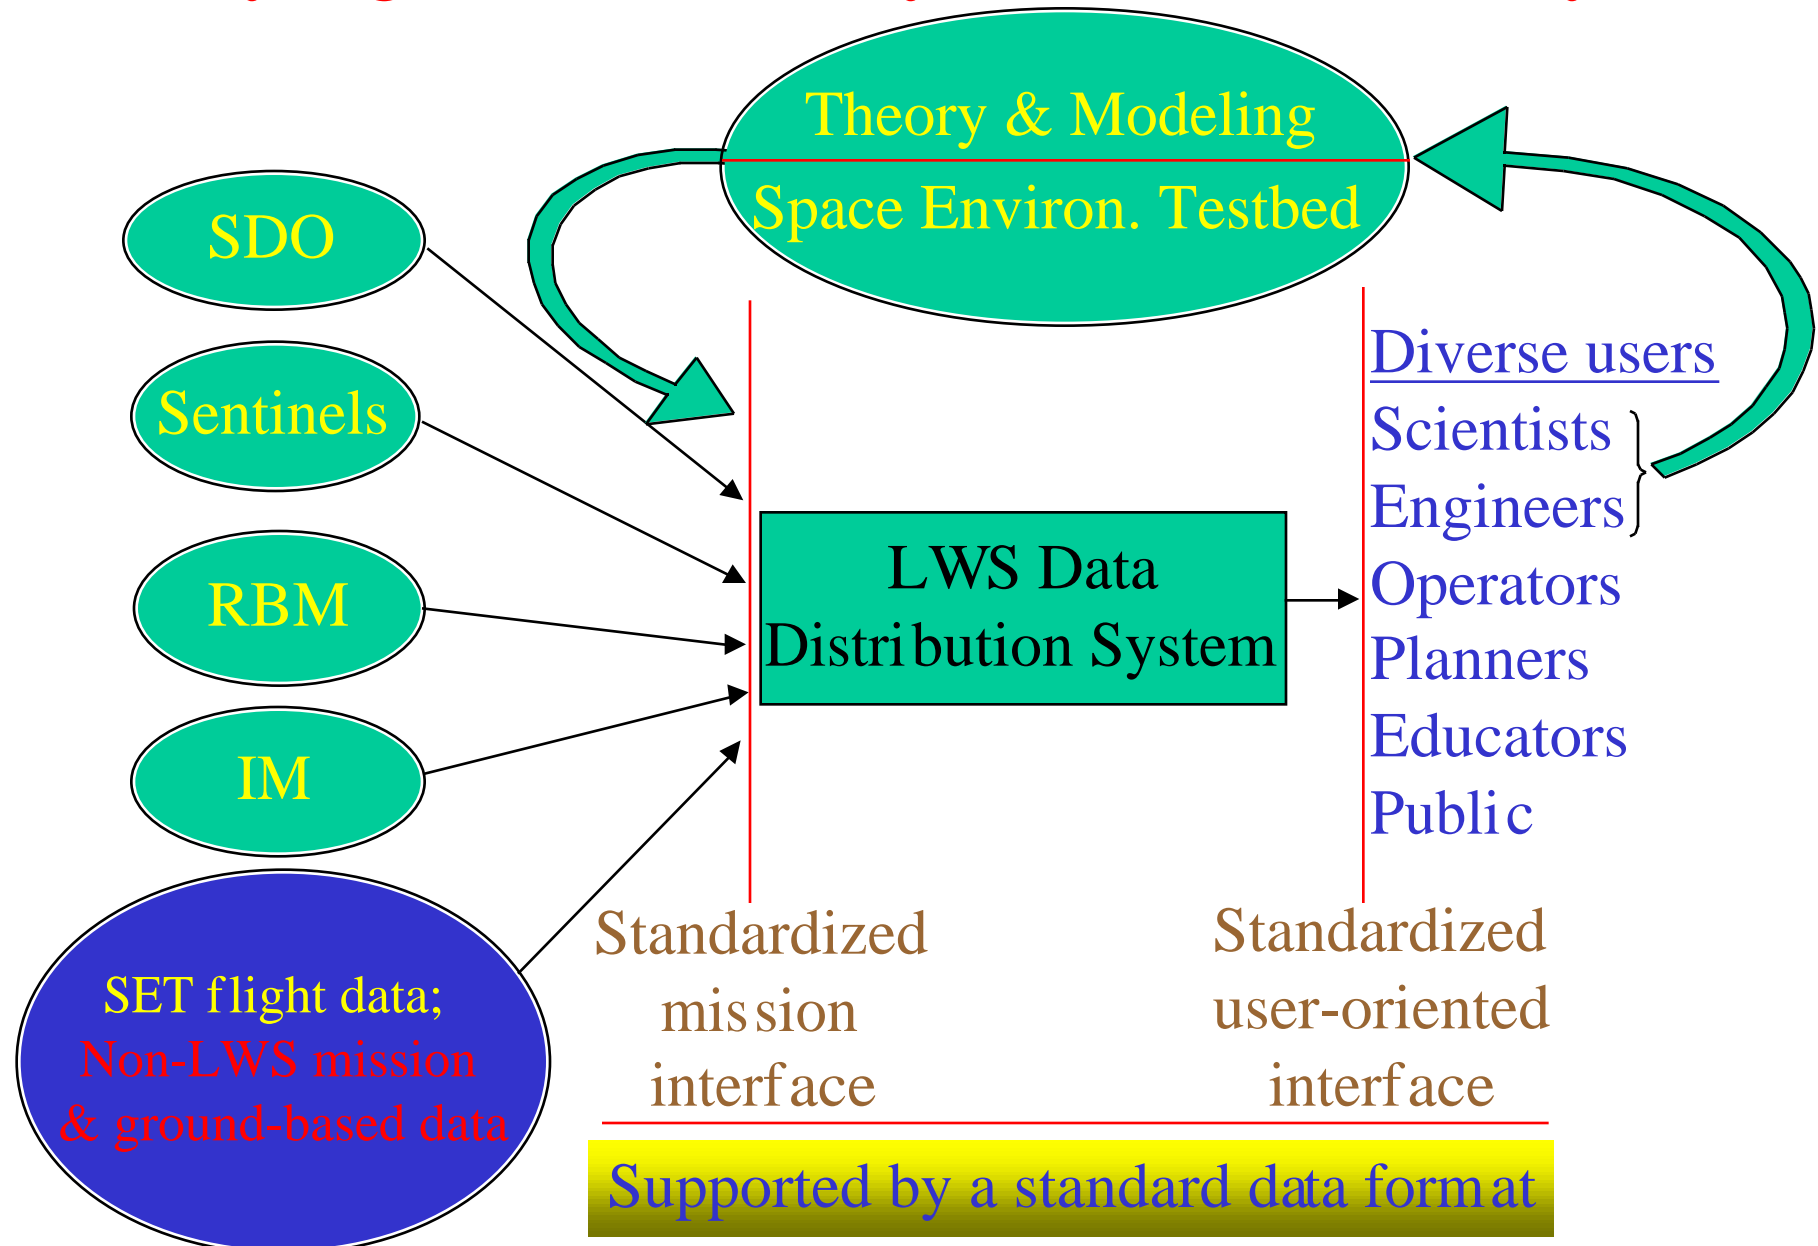 Theory & Modeling
Space Environ. Testbed
SDO
Sentinels
RBM
IM
SET flight data;
Non-LWS mission
& ground-based data
LWS Data
Distribution System
Diverse users
Scientists
Engineers
Operators
Planners
Educators
Public
Standardized
mission
interface
Standardized
user-oriented
interface
Supported by a standard data format